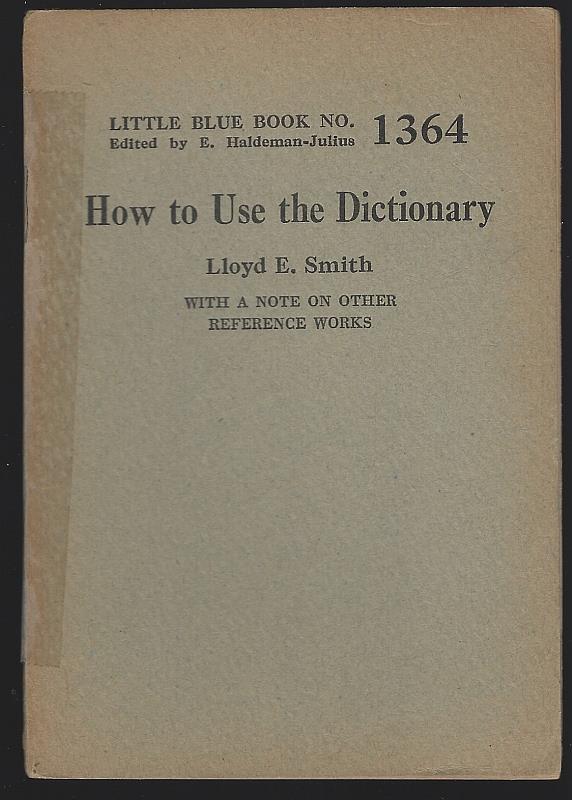 LITTLE BLUE BOOK NO. 1364
Edited by E. Haldeman-Julius
How to Use the Dictionary
Lloyd E. Smith
WITH A NOTE ON OTHER
REFERENCE WORKS